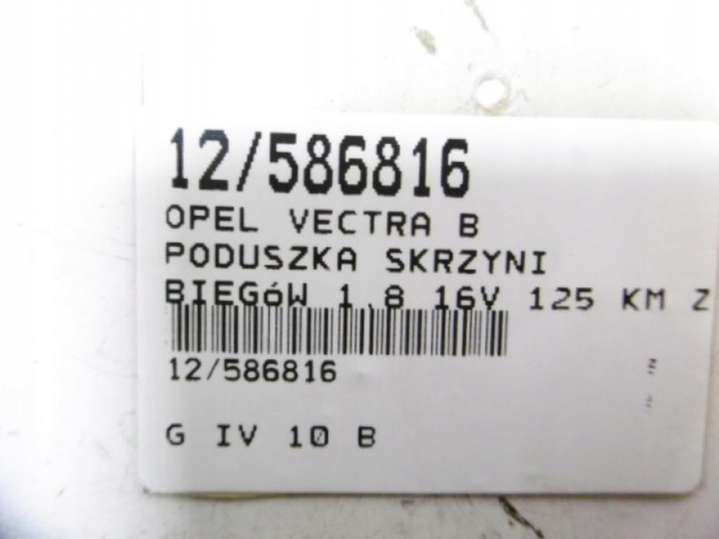 12/586816
OPEL VECTRA B
PODUSZKA SKRZYNI
BIEGóW 1.8 16V 125 KM Z
12/586816
G IV 10 B